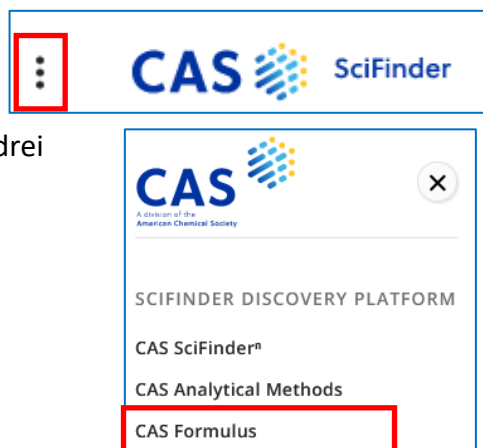 CAS SciFinder
drei
CAS
A division of the
American Chemical Society
SCIFINDER DISCOVERY PLATFORM
CAS SciFinderⁿ
CAS Analytical Methods
CAS Formulus